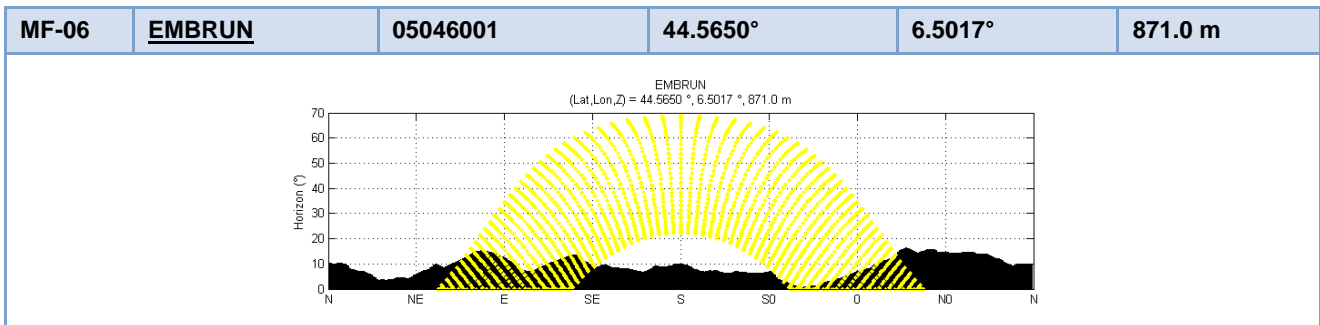 MF-06 EMBRUN 05046001 44.5650° 6.5017° 871.0 m
EMBRUN
(Lat,Lon,Z) = 44.5650 °, 6.5017 °, 871.0 m
70
60
50
40
30
20
10
0
Horizon (°)
N NE E SE S SO O NO N